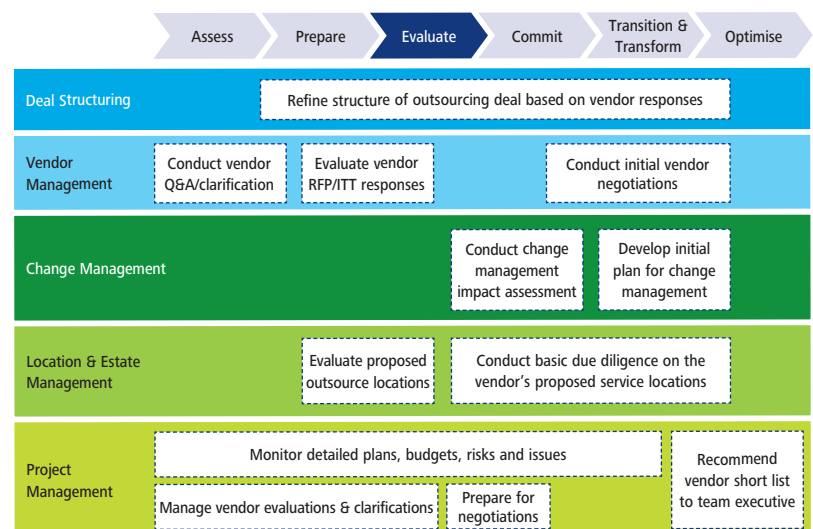 Assess
Prepare
Evaluate
Commit
Transition &
Transform
Optimise
Deal Structuring
Refine structure of outsourcing deal based on vendor responses
Vendor
Management
Conduct vendor
Q&A/clarification
Evaluate vendor
RFP/ITT responses
Conduct initial vendor
negotiations
Change Management
Conduct change
management
impact assessment
Develop initial
plan for change
management
Location & Estate
Management
Evaluate proposed
outsource locations
Conduct basic due diligence on the
vendor's proposed service locations
Project
Management
Monitor detailed plans, budgets, risks and issues
Manage vendor evaluations & clarifications
Prepare for
negotiations
Recommend
vendor short list
to team executive